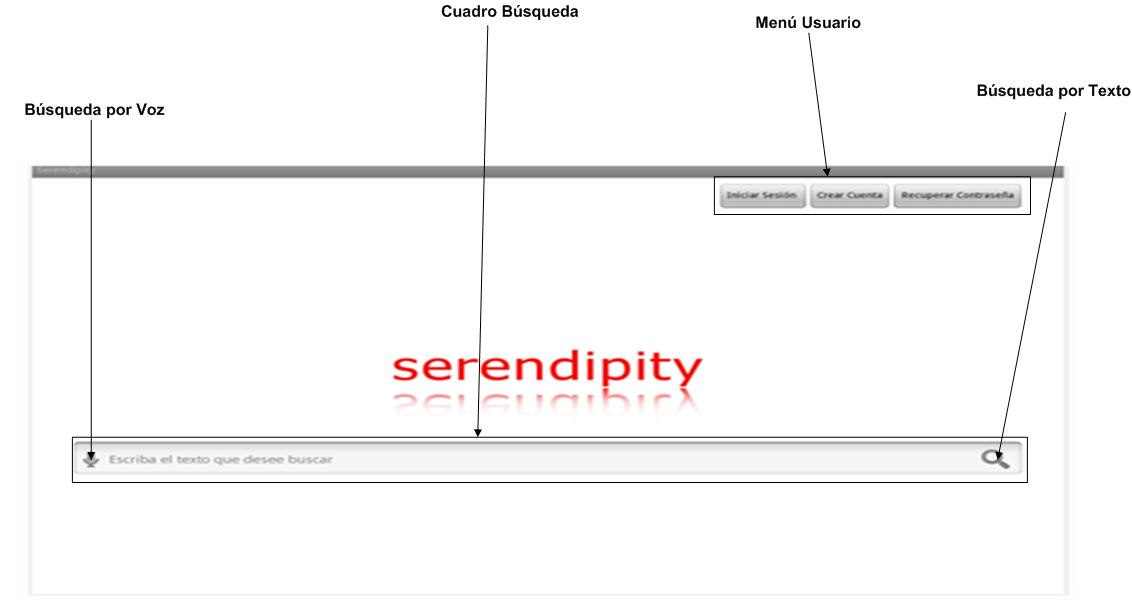 Cuadro Búsqueda
Menú Usuario
Búsqueda por Texto
Búsqueda por Voz
Serendipity
Iniciar Sesión Crear Cuenta Recuperar Contraseña
serendipity
Escriba el texto que desee buscar